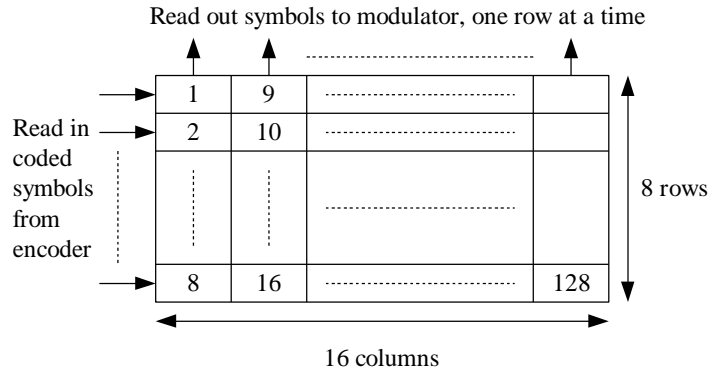 Read out symbols to modulator, one row at a time
1 9
Read in
coded
symbols
from
encoder
2 10
8 rows
8 16 128
16 columns